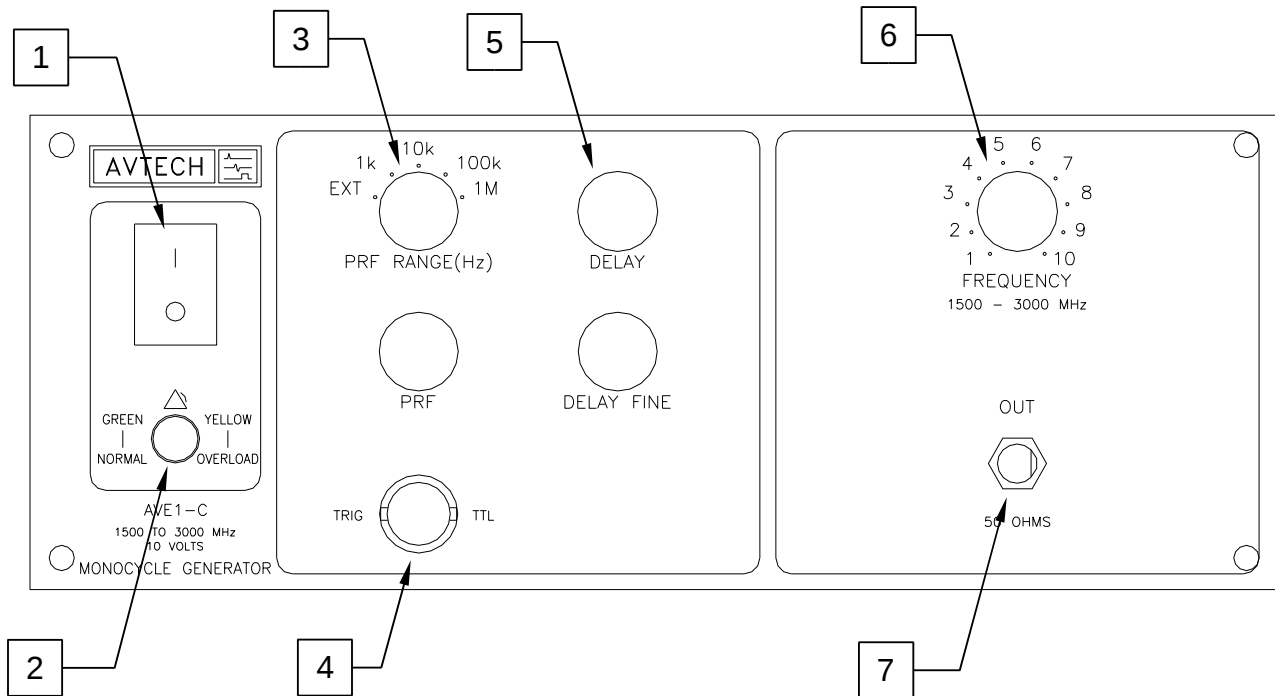 1
3
5
6
AVTECH
EXT
1k
10k
100k
1M
PRF RANGE(Hz)
DELAY
1
2
3
4
5
6
7
8
9
10
FREQUENCY
1500 - 3000 MHz
PRF
DELAY FINE
GREEN
NORMAL
YELLOW
OVERLOAD
OUT
50 OHMS
TRIG
TTL
AVE1-C
1500 TO 3000 MHz
10 VOLTS
MONOCYCLE GENERATOR
2
4
7